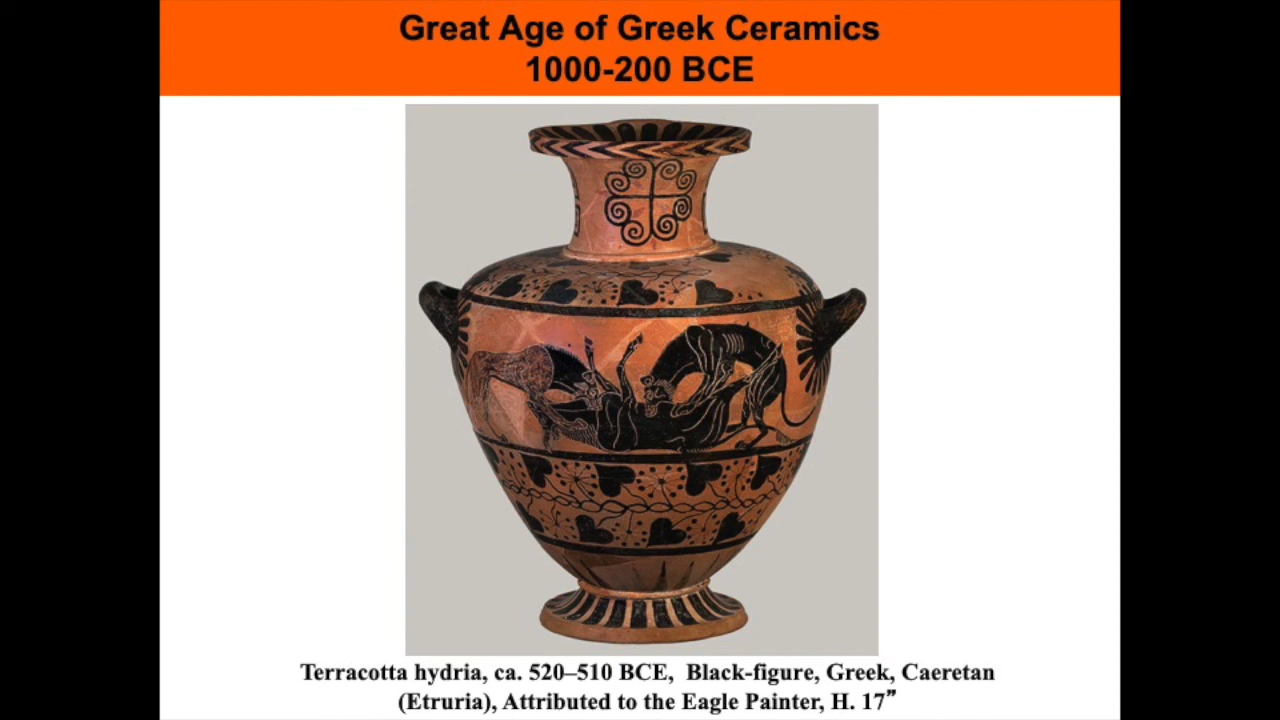 Great Age of Greek Ceramics
1000-200 BCE
Terracotta hydria, ca. 520–510 BCE, Black-figure, Greek, Caeretan
(Etruria), Attributed to the Eagle Painter, H. 17”